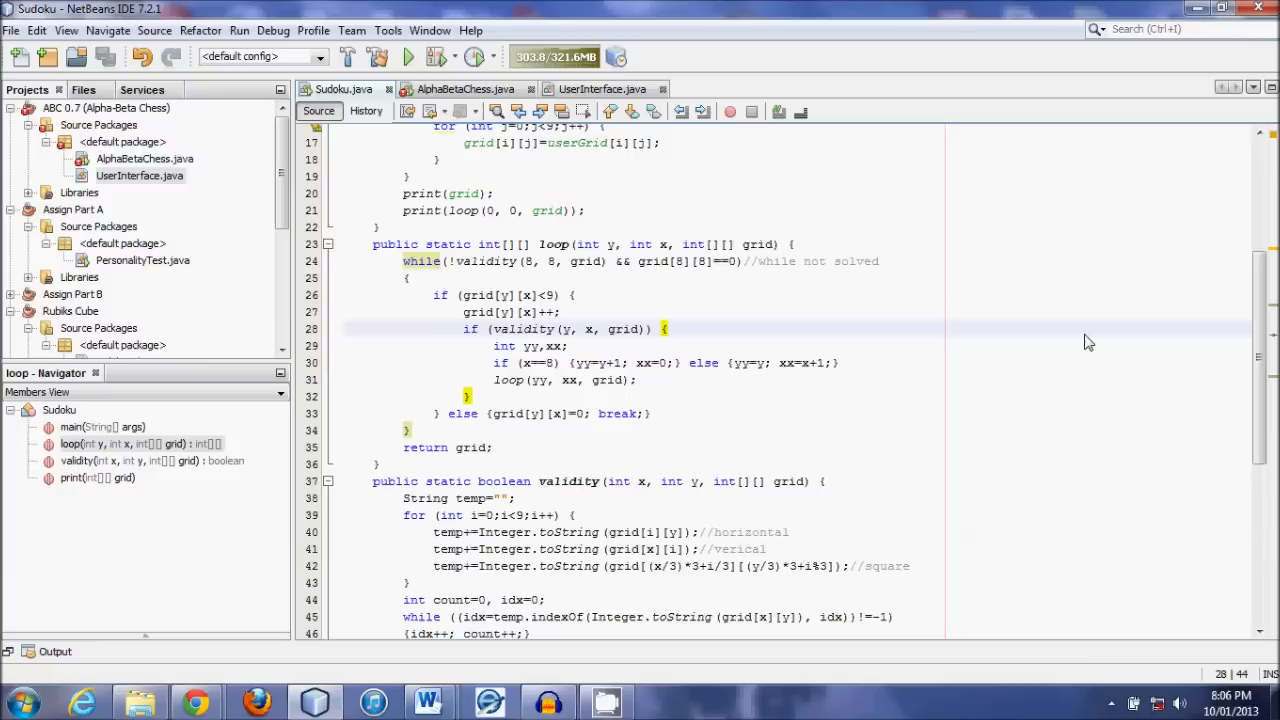 Sudoku - NetBeans IDE 7.2.1
File Edit View Navigate Source Refactor Run Debug Profile Team Tools Window Help
Search (Ctrl+I)
<default config>
303.8/321.6MB
Projects Files Services
Sudoku.java AlphaBetaChess.java UserInterface.java
Source History
ABC 0.7 (Alpha-Beta Chess)
Source Packages
<default package>
AlphaBetaChess.java
UserInterface.java
Libraries
Assign Part A
Source Packages
<default package>
PersonalityTest.java
Libraries
Assign Part B
Rubiks Cube
Source Packages
<default package>
loop - Navigator
Members View
Sudoku
main(String[] args)
loop(int y, int x, int[][] grid) : int[][]
validity(int x, int y, int[][] grid) : boolean
print(int[][] grid)
for (int j=0;j<9;j++) {
17 grid[i][j]=userGrid[i][j];
18 }
19 }
20 print(grid);
21 print(loop(0, 0, grid));
22 }
23 public static int[][] loop(int y, int x, int[][] grid) {
24 while(!validity(8, 8, grid) && grid[8][8]==0)//while not solved
25 {
26 if (grid[y][x]<9) {
27 grid[y][x]++;
28 if (validity(y, x, grid)) {
29 int yy,xx;
30 if (x==8) {yy=y+1; xx=0;} else {yy=y; xx=x+1;}
31 loop(yy, xx, grid);
32 }
33 } else {grid[y][x]=0; break;}
34 }
35 return grid;
36 }
37 public static boolean validity(int x, int y, int[][] grid) {
38 String temp="";
39 for (int i=0;i<9;i++) {
40 temp+=Integer.toString(grid[i][y]);//horizontal
41 temp+=Integer.toString(grid[x][i]);//verical
42 temp+=Integer.toString(grid[(x/3)*3+i/3][(y/3)*3+i%3]);//square
43 }
44 int count=0, idx=0;
45 while ((idx=temp.indexOf(Integer.toString(grid[x][y]), idx))!=-1)
46 {idx++; count++;}
Output
28 | 44 INS
8:06 PM
10/01/2013